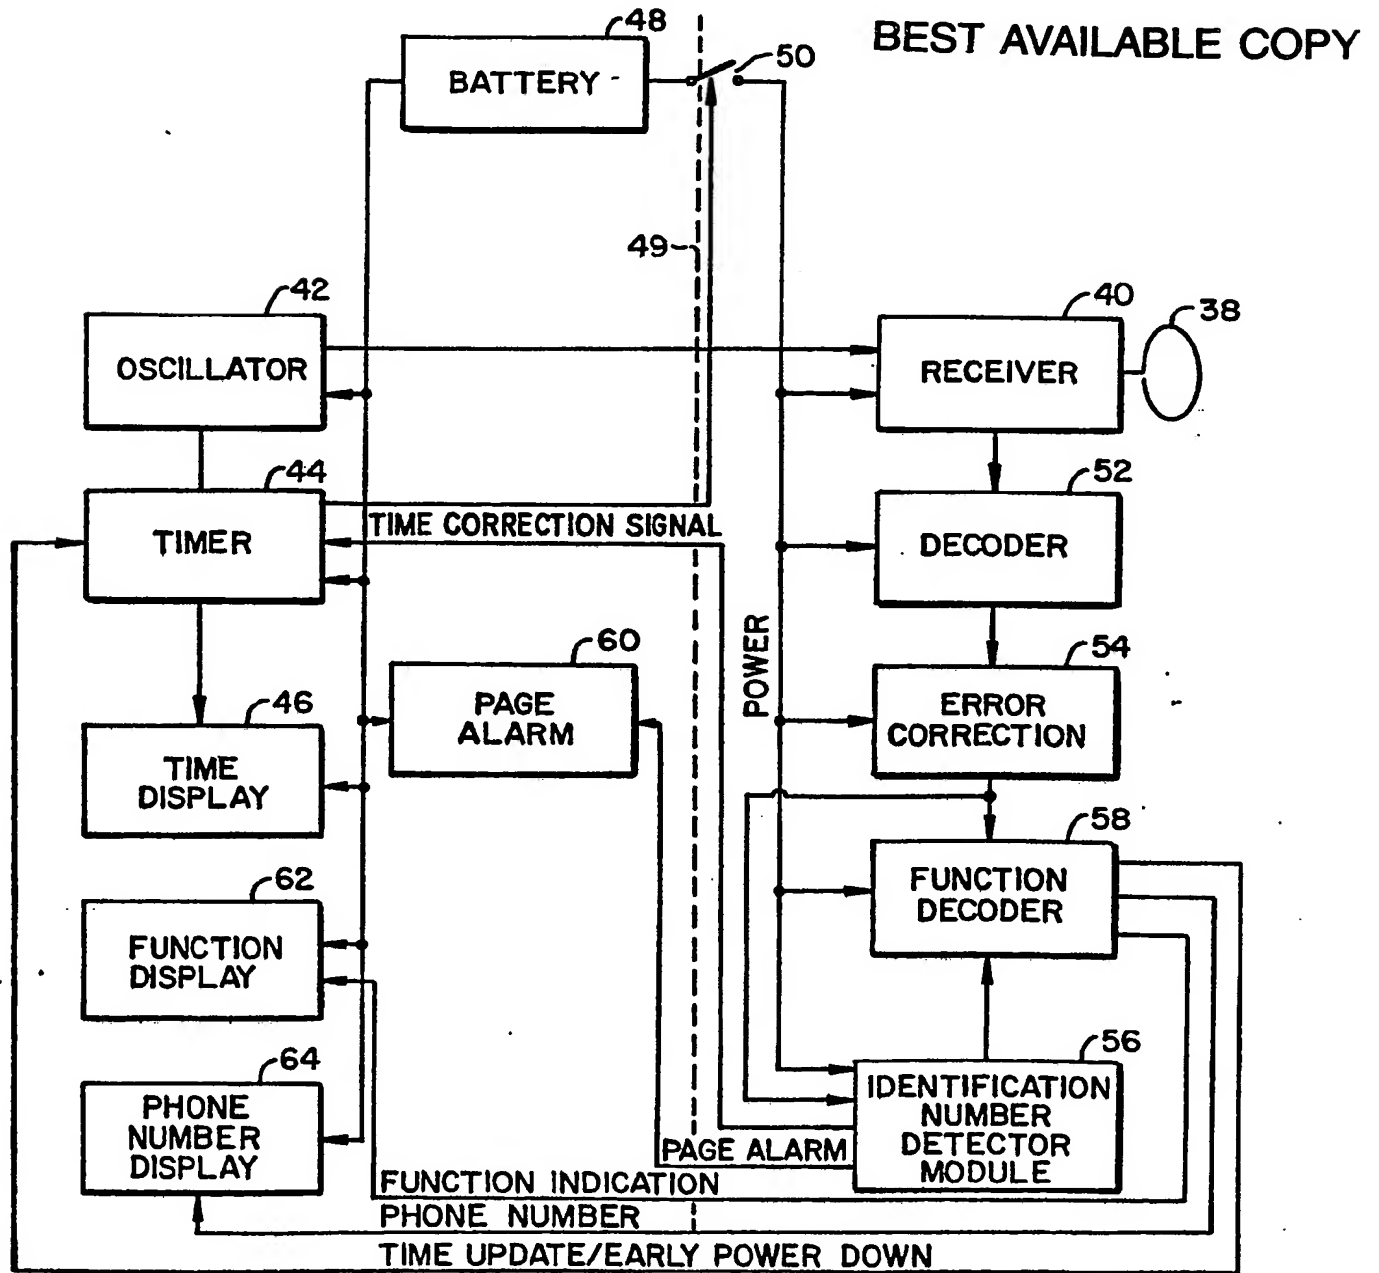 BEST AVAILABLE COPY
48
BATTERY
50
49
42
OSCILLATOR
40
RECEIVER
38
44
TIMER
TIME CORRECTION SIGNAL
52
DECODER
POWER
60
PAGE
ALARM
54
ERROR
CORRECTION
46
TIME
DISPLAY
58
FUNCTION
DECODER
62
FUNCTION
DISPLAY
56
IDENTIFICATION
NUMBER
DETECTOR
MODULE
64
PHONE
NUMBER
DISPLAY
PAGE ALARM
FUNCTION INDICATION
PHONE NUMBER
TIME UPDATE/EARLY POWER DOWN